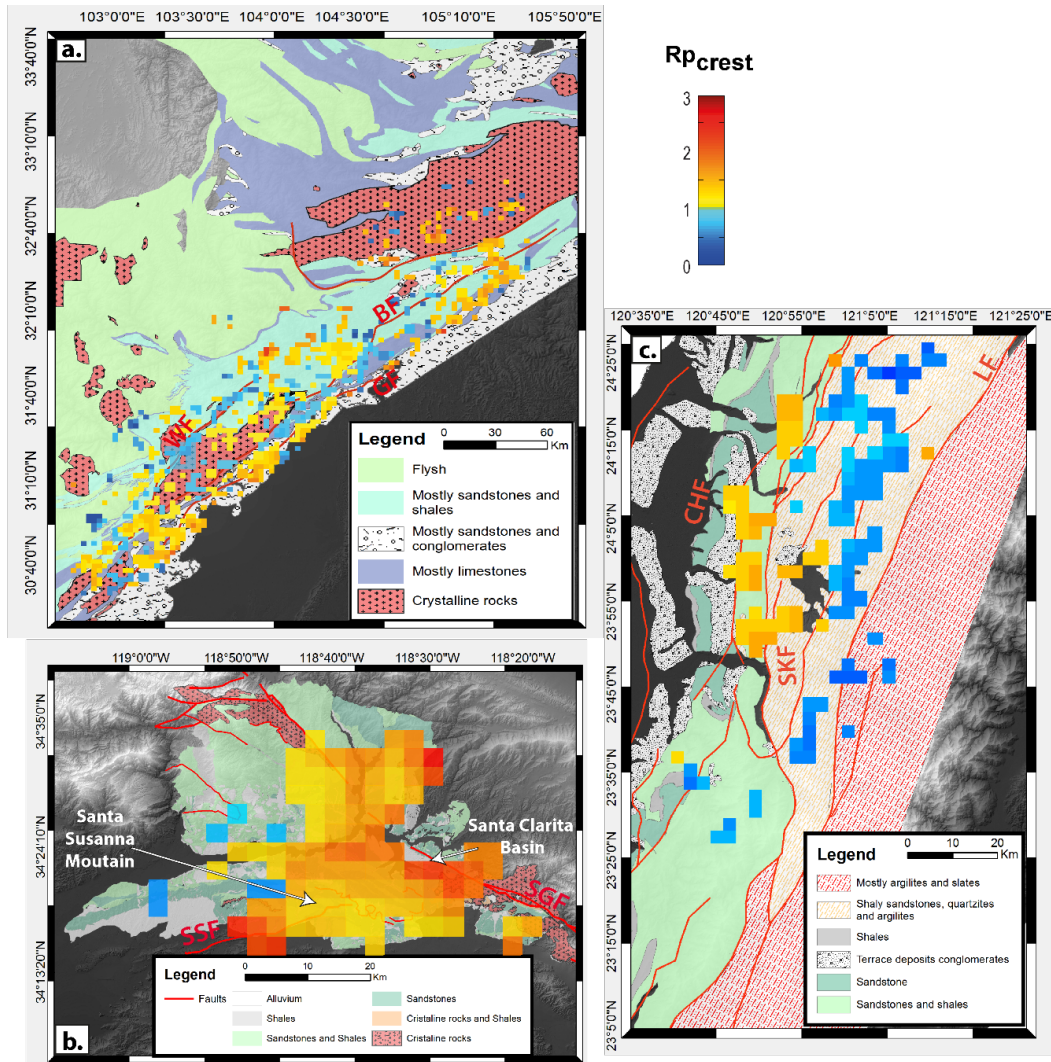 103°0'0"E 103°30'0"E 104°0'0"E 104°30'0"E 105°10'0"E 105°50'0"E
a.
33°40'0"N
33°10'0"N
32°40'0"N
32°10'0"N
31°40'0"N
31°10'0"N
30°40'0"N
BF
GF
WF
Legend
0 30 60
Km
Flysh
Mostly sandstones and
shales
Mostly sandstones and
conglomerates
Mostly limestones
Crystalline rocks
Rpcrest
3
2
1
0
119°0'0"W 118°50'0"W 118°40'0"W 118°30'0"W 118°20'0"W
34°35'0"N
34°24'10"N
34°13'20"N
Santa
Susanna
Moutain
Santa Clarita
Basin
SSF
SGF
Legend
0 10 20
Km
Faults
Alluvium
Sandstones
Shales
Cristaline rocks and Shales
Sandstones and Shales
Cristaline rocks
b.
120°35'0"E 120°45'0"E 120°55'0"E 121°5'0"E 121°15'0"E 121°25'0"E
c.
24°25'0"N
24°15'0"N
24°5'0"N
23°55'0"N
23°45'0"N
23°35'0"N
23°25'0"N
23°15'0"N
23°5'0"N
LF
CHF
SKF
Legend
0 10 20
Km
Mostly argilites and slates
Shaly sandstones, quartzites
and argilites
Shales
Terrace deposits conglomerates
Sandstone
Sandstones and shales